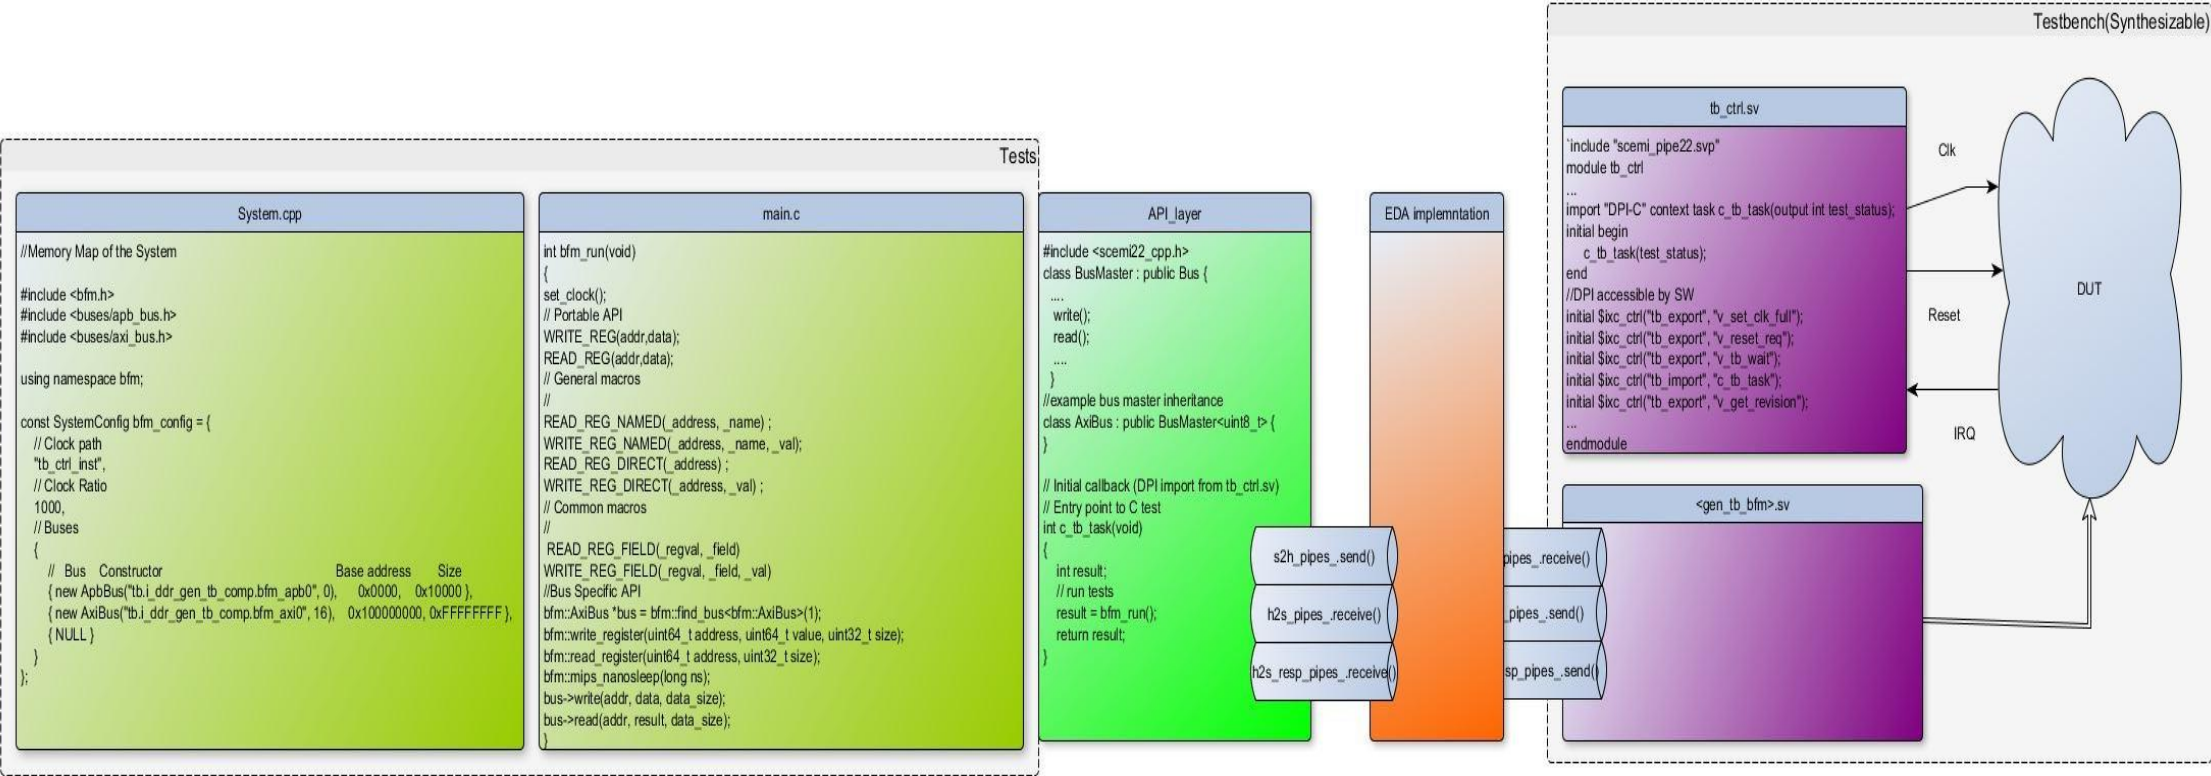 Testbench(Synthesizable)
Tests
System.cpp
//Memory Map of the System
#include <bfm.h>
#include <buses/apb_bus.h>
#include <buses/axi_bus.h>
using namespace bfm;
const SystemConfig bfm_config = {
// Clock path
"tb_ctrl_inst",
// Clock Ratio
1000,
// Buses
{
// Bus Constructor Base address Size
{ new ApbBus("tb.i_ddr_gen_tb_comp.bfm_apb0", 0), 0x0000, 0x10000 },
{ new AxiBus("tb.i_ddr_gen_tb_comp.bfm_axi0", 16), 0x100000000, 0xFFFFFFFF },
{ NULL }
}
};
main.c
int bfm_run(void)
{
set_clock();
// Portable API
WRITE_REG(addr,data);
READ_REG(addr,data);
// General macros
//
READ_REG_NAMED(_address, _name) ;
WRITE_REG_NAMED(_address, _name, _val);
READ_REG_DIRECT(_address) ;
WRITE_REG_DIRECT(_address, _val) ;
// Common macros
//
READ_REG_FIELD(_regval, _field)
WRITE_REG_FIELD(_regval, _field, _val)
//Bus Specific API
bfm::AxiBus *bus = bfm::find_bus<bfm::AxiBus>(1);
bfm::write_register(uint64_t address, uint64_t value, uint32_t size);
bfm::read_register(uint64_t address, uint32_t size);
bfm::mips_nanosleep(long ns);
bus->write(addr, data, data_size);
bus->read(addr, result, data_size);
}
API_layer
#include <scemi22_cpp.h>
class BusMaster : public Bus {
....
write();
read();
....
}
//example bus master inheritance
class AxiBus : public BusMaster<uint8_t> {
}
// Initial callback (DPI import from tb_ctrl.sv)
// Entry point to C test
int c_tb_task(void)
{
int result;
// run tests
result = bfm_run();
return result;
}
s2h_pipes_.send()
h2s_pipes_.receive()
h2s_resp_pipes_.receive()
EDA implemntation
pipes_.receive()
_pipes_.send()
sp_pipes_.send()
tb_ctrl.sv
`include "scemi_pipe22.svp"
module tb_ctrl
...
import "DPI-C" context task c_tb_task(output int test_status);
initial begin
c_tb_task(test_status);
end
//DPI accessible by SW
initial $ixc_ctrl("tb_export", "v_set_clk_full");
initial $ixc_ctrl("tb_export", "v_reset_req");
initial $ixc_ctrl("tb_export", "v_tb_wait");
initial $ixc_ctrl("tb_import", "c_tb_task");
initial $ixc_ctrl("tb_export", "v_get_revision");
...
endmodule
<gen_tb_bfm>.sv
Clk
Reset
IRQ
DUT